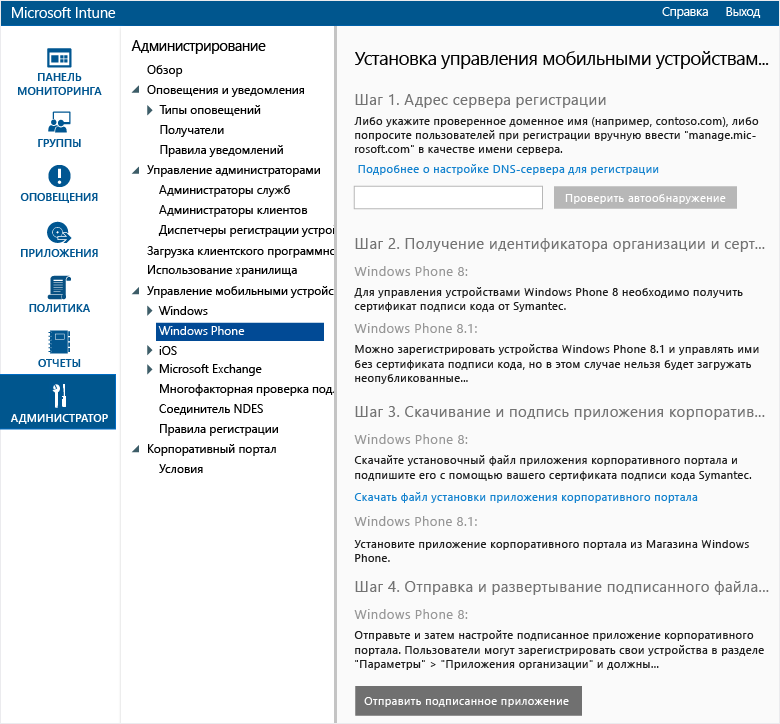 Microsoft Intune
Справка Выход
ПАНЕЛЬ
МОНИТОРИНГА
ГРУППЫ
ОПОВЕЩЕНИЯ
ПРИЛОЖЕНИЯ
ПОЛИТИКА
ОТЧЕТЫ
АДМИНИСТРАТОР
Администрирование
Обзор
Оповещения и уведомления
Типы оповещений
Получатели
Правила уведомлений
Управление администраторами
Администраторы служб
Администраторы клиентов
Диспетчеры регистрации устрой
Загрузка клиентского программно
Использование хранилища
Управление мобильными устройс
Windows
Windows Phone
iOS
Microsoft Exchange
Многофакторная проверка под.
Соединитель NDES
Правила регистрации
Корпоративный портал
Условия
Установка управления мобильными устройствам...
Шаг 1. Адрес сервера регистрации
Либо укажите проверенное доменное имя (например, contoso.com), либо
попросите пользователей при регистрации вручную ввести "manage.mic-
rosoft.com" в качестве имени сервера.
Подробнее о настройке DNS-сервера для регистрации
Проверить автообнаружение
Шаг 2. Получение идентификатора организации и серт...
Windows Phone 8:
Для управления устройствами Windows Phone 8 необходимо получить
сертификат подписи кода от Symantec.
Windows Phone 8.1:
Можно зарегистрировать устройства Windows Phone 8.1 и управлять ими
без сертификата подписи кода, но в этом случае нельзя будет загружать
неопубликованные...
Шаг 3. Скачивание и подпись приложения корпоратив...
Windows Phone 8:
Скачайте установочный файл приложения корпоративного портала и
подпишите его с помощью вашего сертификата подписи кода Symantec.
Скачать файл установки приложения корпоративного портала
Windows Phone 8.1:
Установите приложение корпоративного портала из Магазина Windows
Phone.
Шаг 4. Отправка и развертывание подписанного файла...
Windows Phone 8:
Отправьте и затем настройте подписанное приложение корпоративного
портала. Пользователи могут зарегистрировать свои устройства в разделе
"Параметры" > "Приложения организации" и должны...
Отправить подписанное приложение